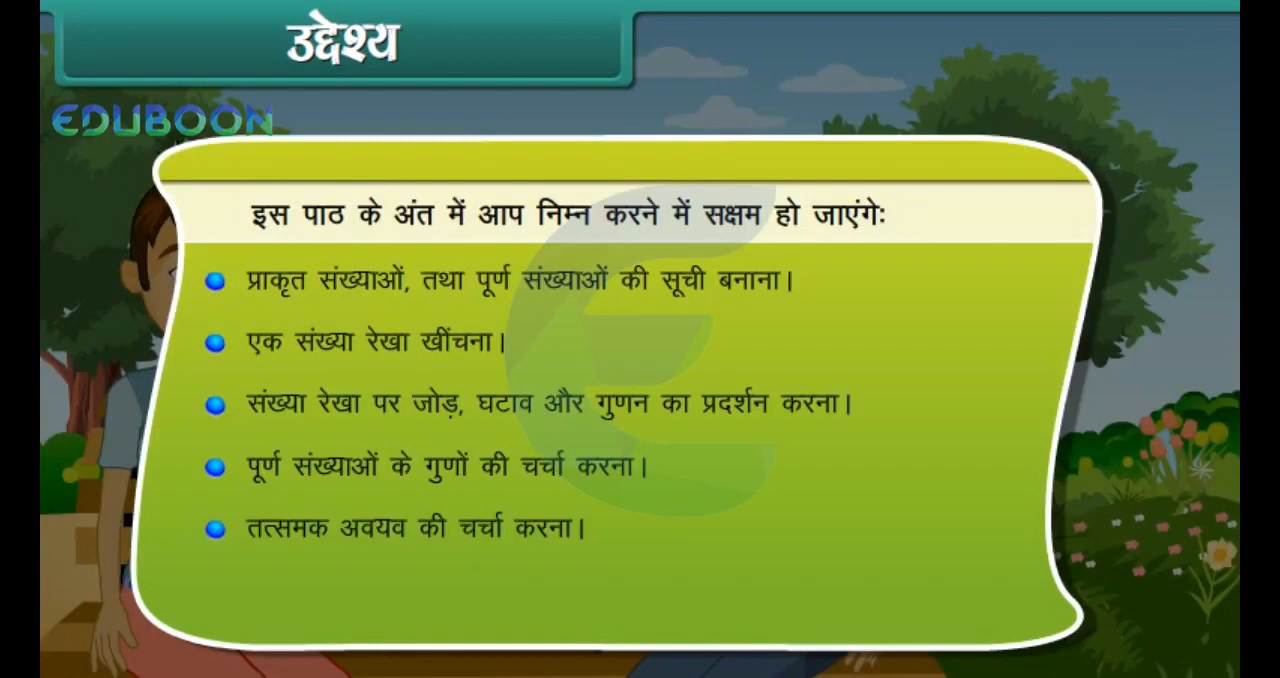 उद्देश्य
EDUBOON
इस पाठ के अंत में आप निम्न करने में सक्षम हो जाएंगेः
प्राकृत संख्याओं, तथा पूर्ण संख्याओं की सूची बनाना।
एक संख्या रेखा खींचना।
संख्या रेखा पर जोड़, घटाव और गुणन का प्रदर्शन करना।
पूर्ण संख्याओं के गुणों की चर्चा करना।
तत्समक अवयव की चर्चा करना।